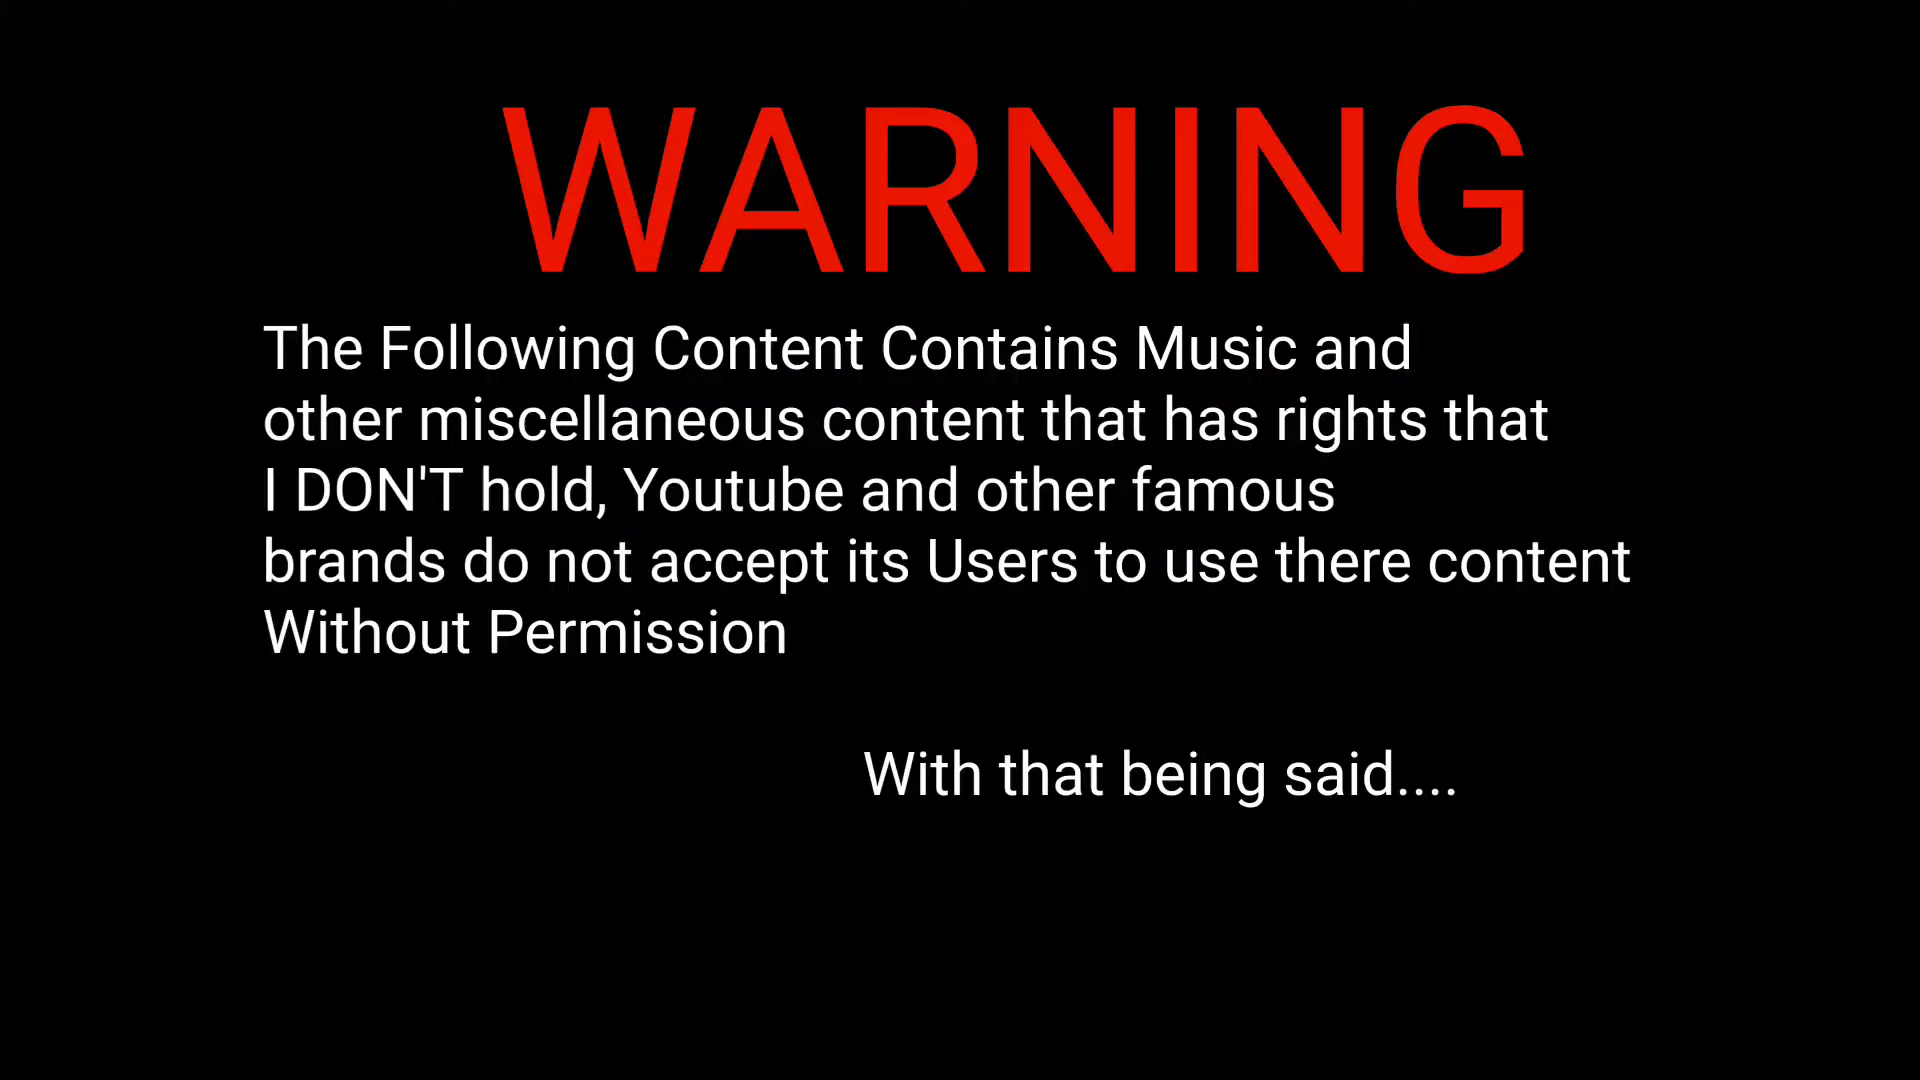 WARNING
The Following Content Contains Music and
other miscellaneous content that has rights that
I DON'T hold, Youtube and other famous
brands do not accept its Users to use there content
Without Permission
With that being said....